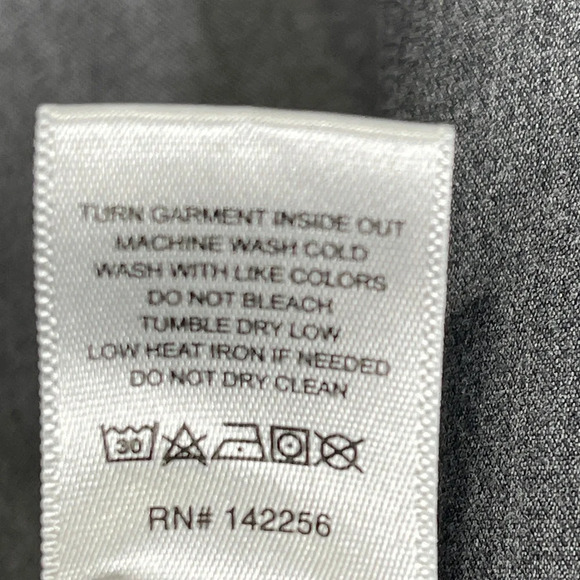 TURN GARMENT INSIDE OUT
MACHINE WASH COLD
WASH WITH LIKE COLORS
DO NOT BLEACH
TUMBLE DRY LOW
LOW HEAT IRON IF NEEDED
DO NOT DRY CLEAN
30
RN# 142256